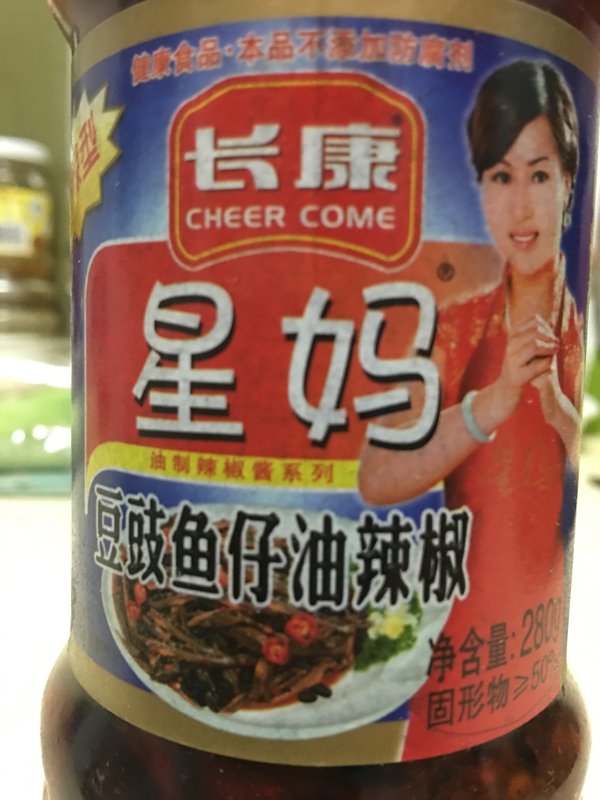 健康食品·本品不添加防腐剂
型
长康
CHEER COME
星妈®
油制辣椒酱系列
豆豉鱼仔油辣椒
净含量: 280g
固形物≥50%